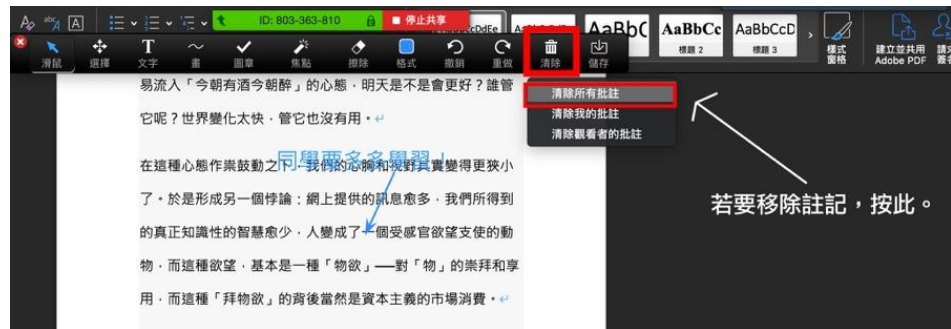 ID: 803-363-810
停止共享
AaBbC
AaBbCc
AaBbCcD
標題 2
標題 3
樣式
窗格
建立並共用
Adobe PDF
滑鼠
選擇
文字
畫
圖章
焦點
擦除
格式
撤銷
重做
清除
儲存
清除所有批註
清除我的批註
清除觀看者的批註
若要移除註記，按此。
易流入「今朝有酒今朝醉」的心態，明天是不是會更好？誰管
它呢？世界變化太快，管它也沒有用。
同學要多多學習！
在這種心態作祟鼓動之下，我們的心胸和視野其實變得更狹小
了。於是形成另一個悖論：網上提供的訊息愈多，我們所得到
的真正知識性的智慧愈少，人變成了一個受感官欲望支使的動
物，而這種欲望，基本是一種「物欲」——對「物」的崇拜和享
用，而這種「拜物欲」的背後當然是資本主義的市場消費。